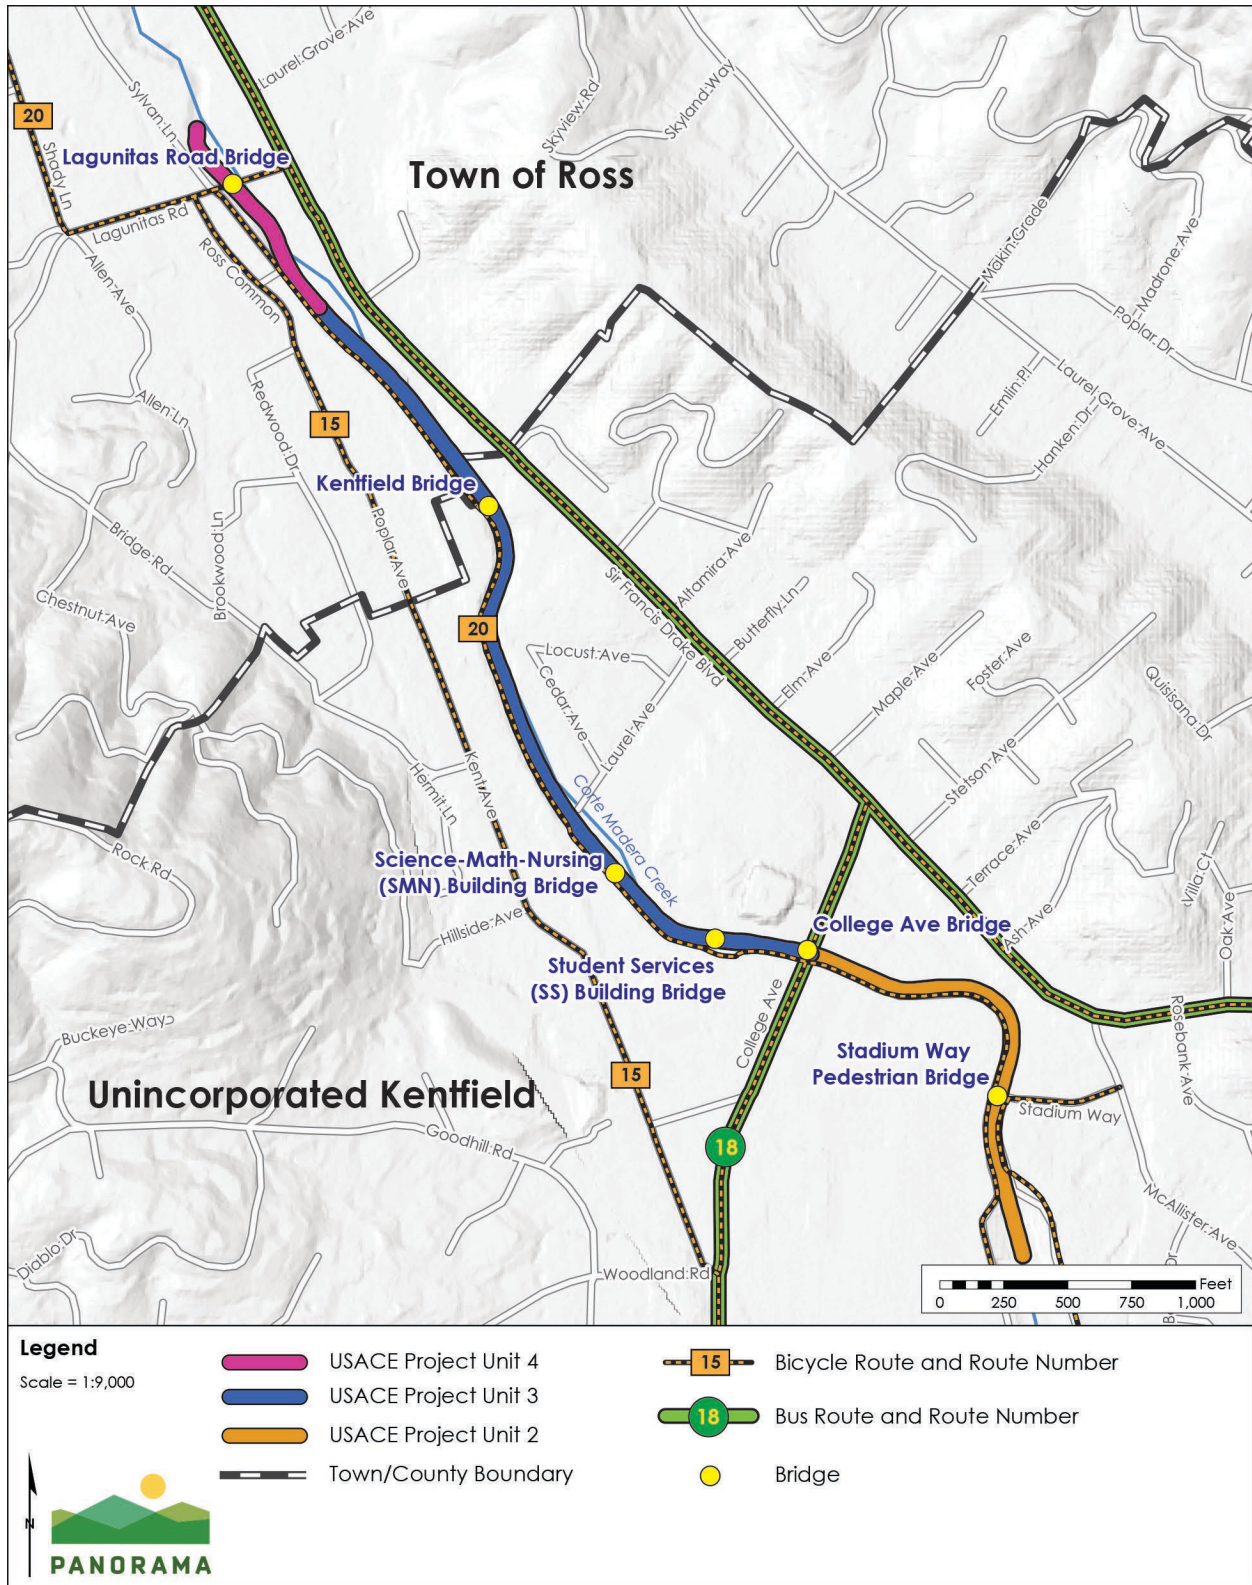 Laurel Grove Ave
20
Sylvan Ln
Skyview Rd
Skyland Way
Shady Ln
Lagunitas Road Bridge
Town of Ross
Lagunitas Rd
Makin Grade
Madrone Ave
Allen Ave
Ross Common
Poplar Dr
Emlin Pl
Laurel Grove Ave
Allen Ln
Redwood Dr
15
Hanken Dr
Kentfield Bridge
Bridge Rd
Brookwood Ln
Poplar Ave
Sir Francis Drake Blvd
Altamira Ave
Butterfly Ln
Chestnut Ave
20
Locust Ave
Cedar Ave
Laurel Ave
Elm Ave
Maple Ave
Foster Ave
Quisisana Dr
Kent Ave
Hermit Ln
Corte Madera Creek
Stetson Ave
Rock Rd
Science-Math-Nursing
(SMN) Building Bridge
Terrace Ave
Villa Ct
Hillside Ave
College Ave Bridge
Ash Ave
Oak Ave
Student Services
(SS) Building Bridge
College Ave
Buckeye Way
Rosebank Ave
Stadium Way
Pedestrian Bridge
15
Unincorporated Kentfield
Stadium Way
Goodhill Rd
18
McAllister Ave
Diablo Dr
Woodland Rd
Dr
Feet
0 250 500 750 1,000
Legend
Scale = 1:9,000
USACE Project Unit 4
USACE Project Unit 3
USACE Project Unit 2
Town/County Boundary
15 Bicycle Route and Route Number
18 Bus Route and Route Number
Bridge
N
PANORAMA